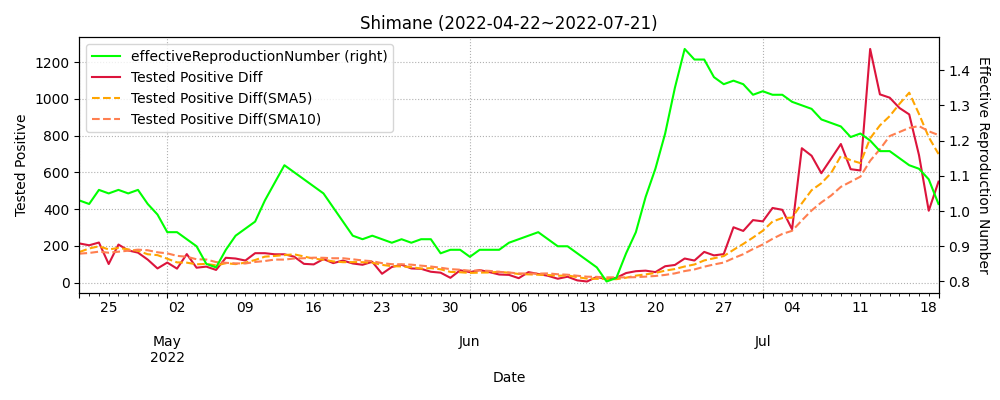 Shimane (2022-04-22~2022-07-21)
effectiveReproductionNumber (right)
Tested Positive Diff
Tested Positive Diff(SMA5)
Tested Positive Diff(SMA10)
Tested Positive
1200
1000
800
600
400
200
0
Effective Reproduction Number
1.4
1.3
1.2
1.1
1.0
0.9
0.8
25 02 09 16 23 30 06 13 20 27 04 11 18
May Jun Jul
2022
Date